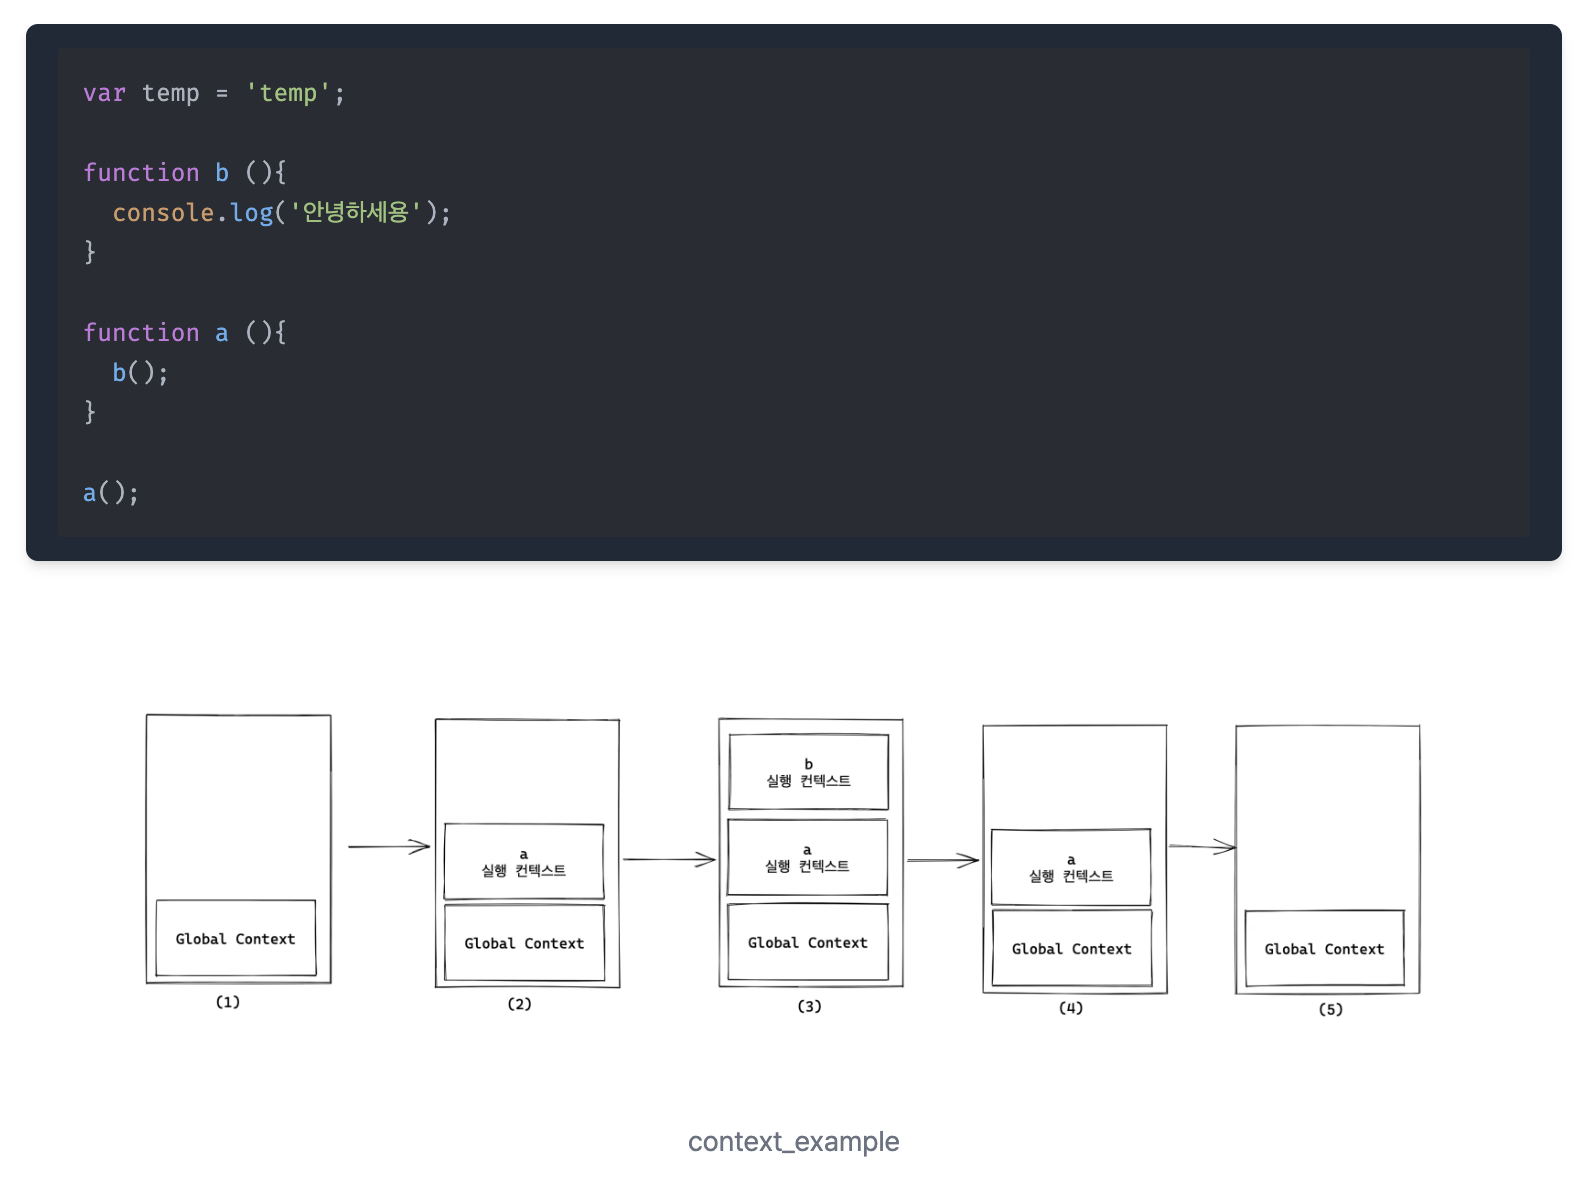 var temp = 'temp';
function b (){
console.log('안녕하세용');
}
function a (){
b();
}
a();
Global Context
(1)
a
실행 컨텍스트
Global Context
(2)
b
실행 컨텍스트
a
실행 컨텍스트
Global Context
(3)
a
실행 컨텍스트
Global Context
(4)
Global Context
(5)
context_example